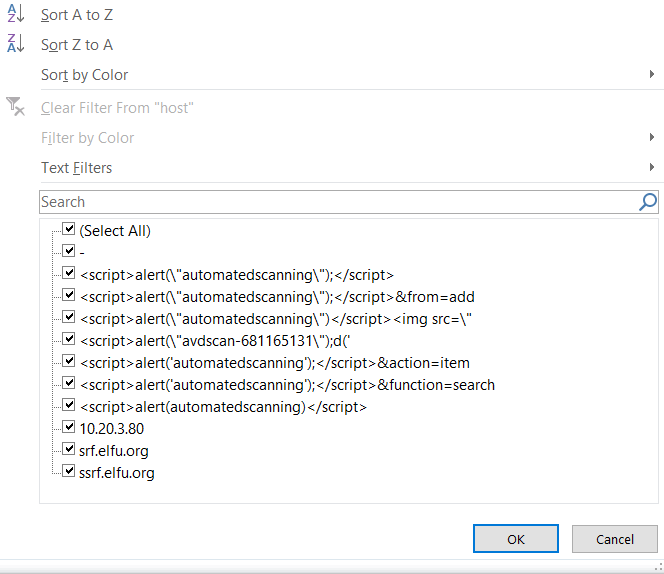 Sort A to Z
Sort Z to A
Sort by Color
Clear Filter From "host"
Filter by Color
Text Filters
Search
(Select All)
-
<script>alert(\"automatedscanning\");</script>
<script>alert(\"automatedscanning\");</script>&from=add
<script>alert(\"automatedscanning\")</script><img src=\"
<script>alert(\"avdscan-681165131\");d('
<script>alert('automatedscanning');</script>&action=item
<script>alert('automatedscanning');</script>&function=search
<script>alert(automatedscanning)</script>
10.20.3.80
srf.elfu.org
ssrf.elfu.org
OK Cancel